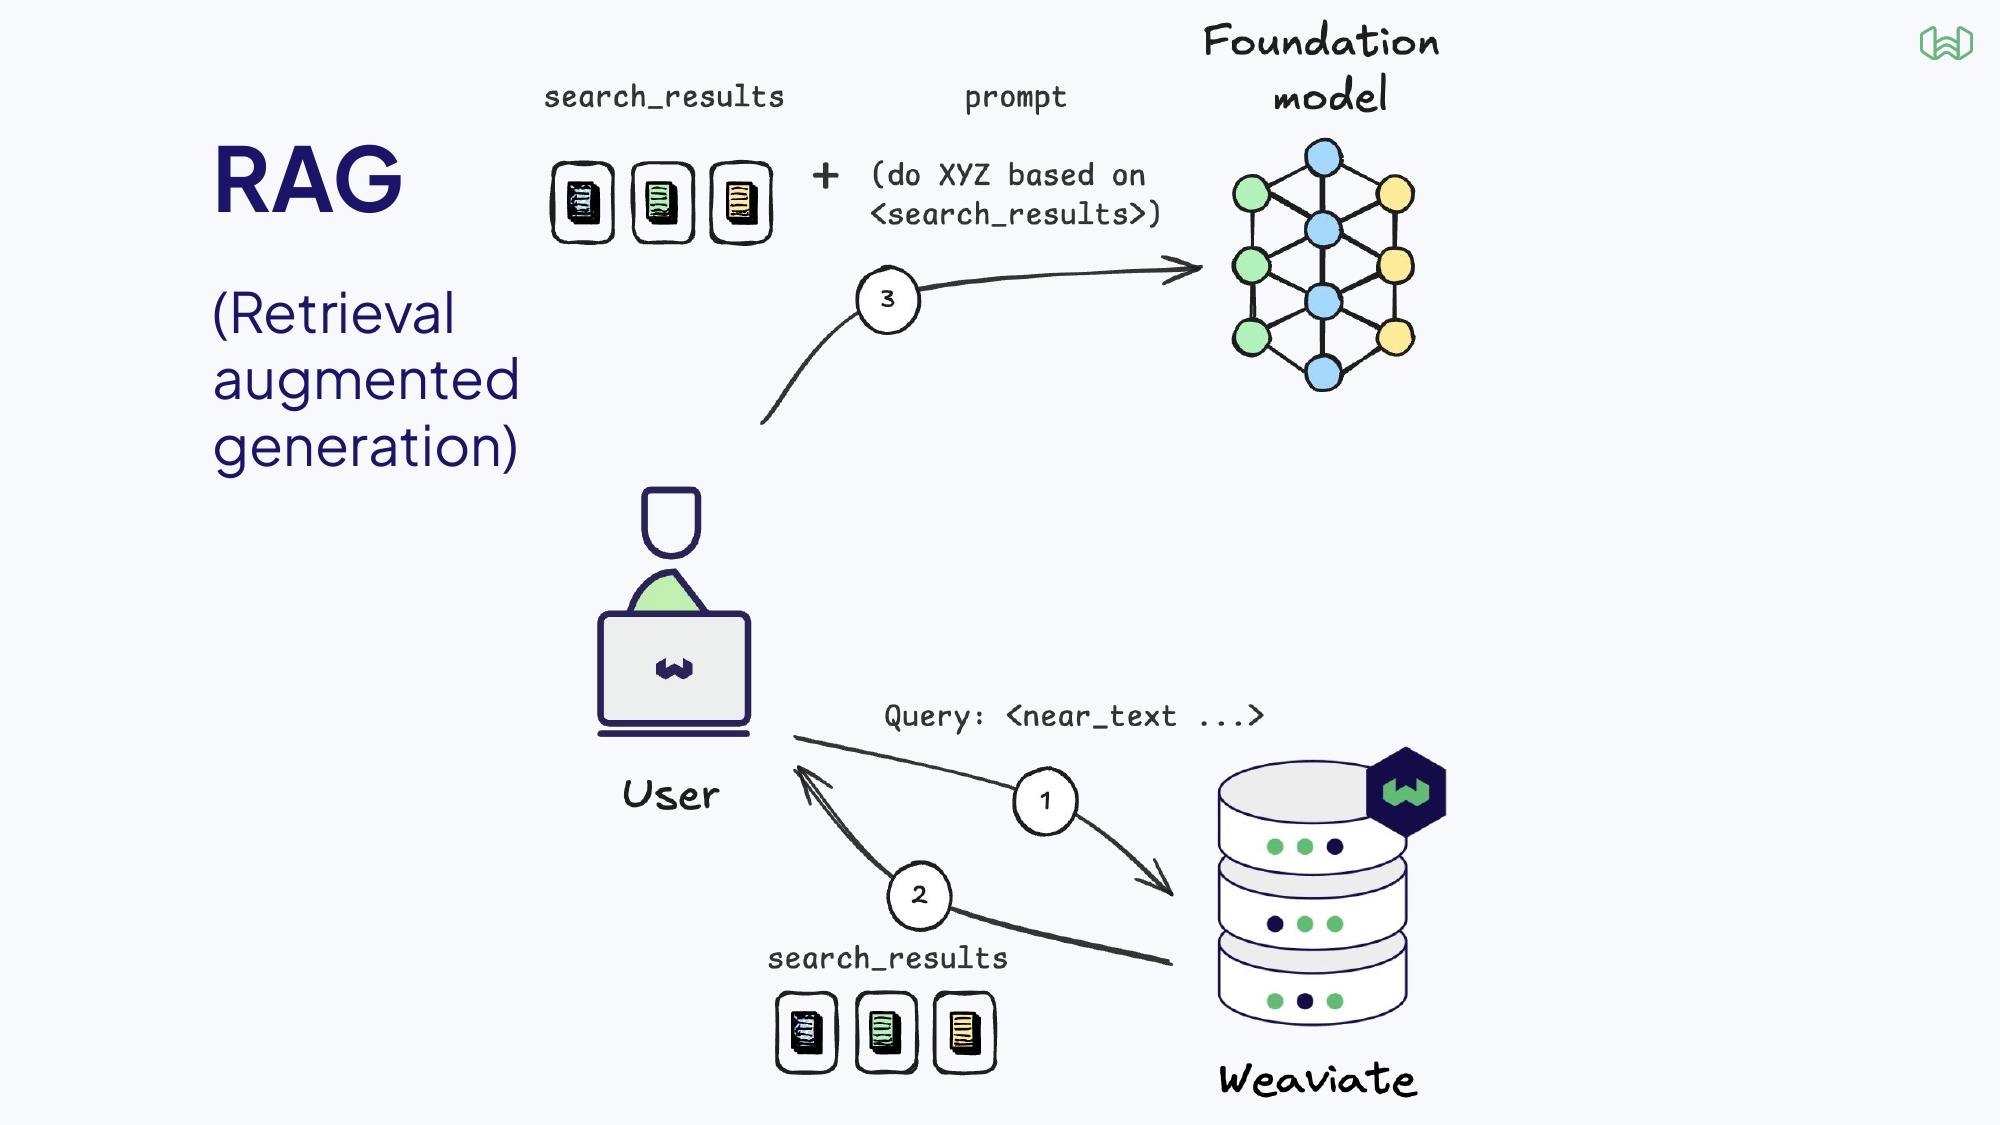 RAG
(Retrieval
augmented
generation)
search_results
+
prompt
(do XYZ based on
<search_results>)
Foundation
model
3
User
Query: <near_text ...>
1
2
search_results
Weaviate